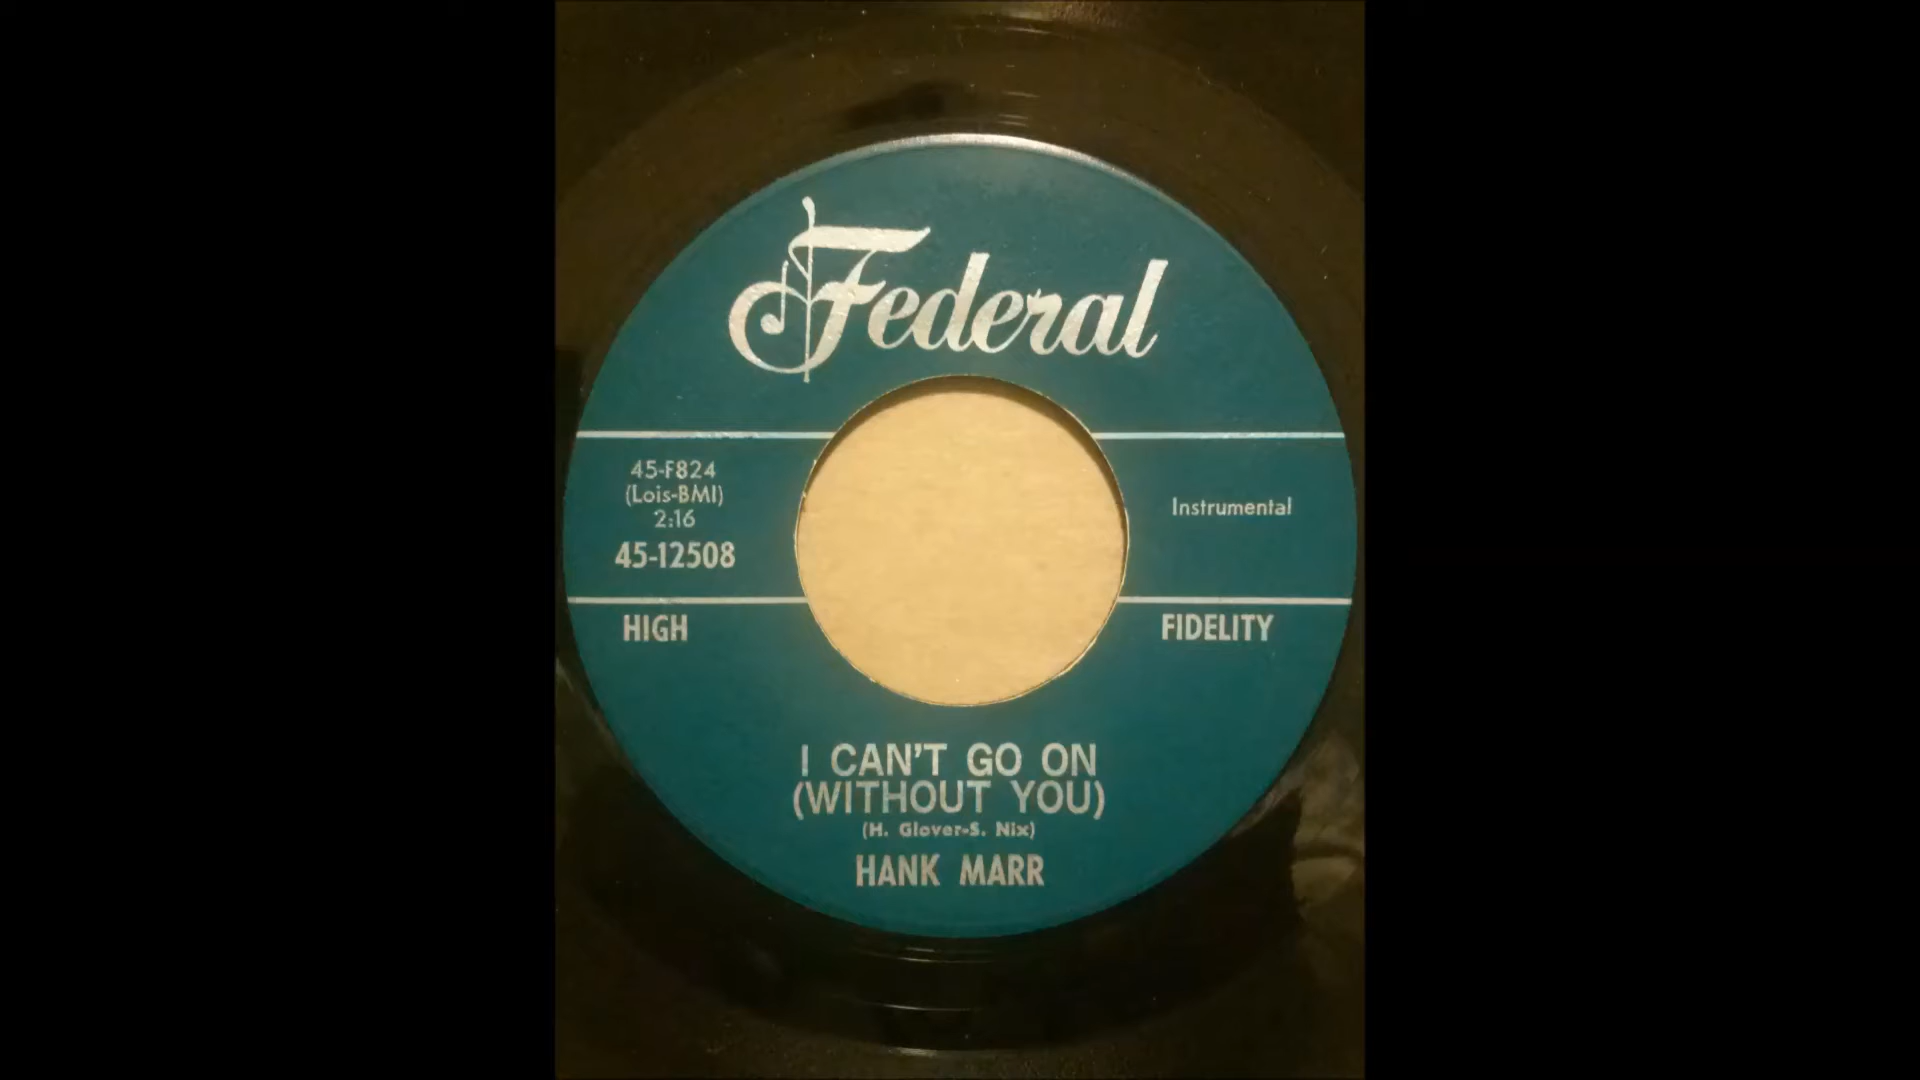 Federal
45-F824
(Lois-BMI)
2:16
45-12508
Instrumental
HIGH
FIDELITY
I CAN'T GO ON
(WITHOUT YOU)
(H. Glover-S. Nix)
HANK MARR